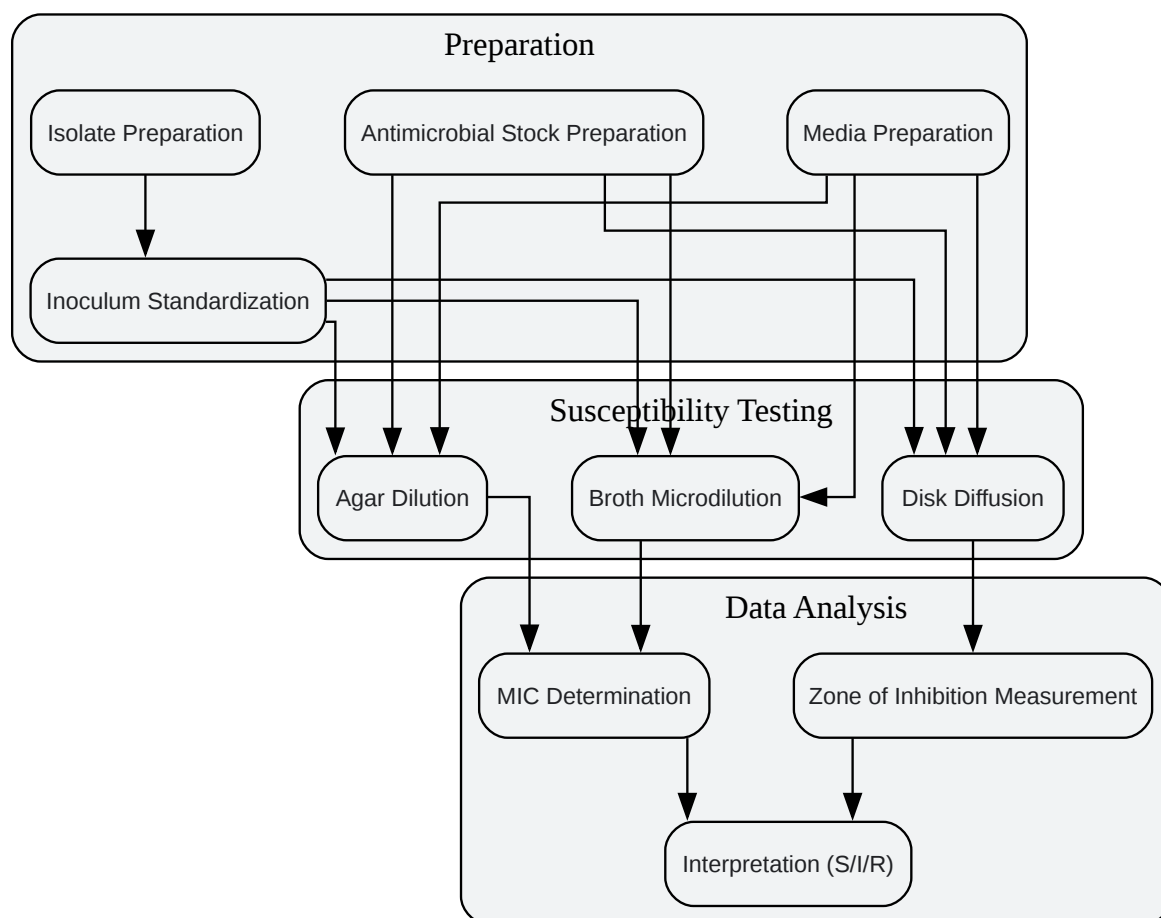 Preparation
Isolate Preparation
Antimicrobial Stock Preparation
Media Preparation
Inoculum Standardization
Susceptibility Testing
Agar Dilution
Broth Microdilution
Disk Diffusion
Data Analysis
MIC Determination
Zone of Inhibition Measurement
Interpretation (S/I/R)